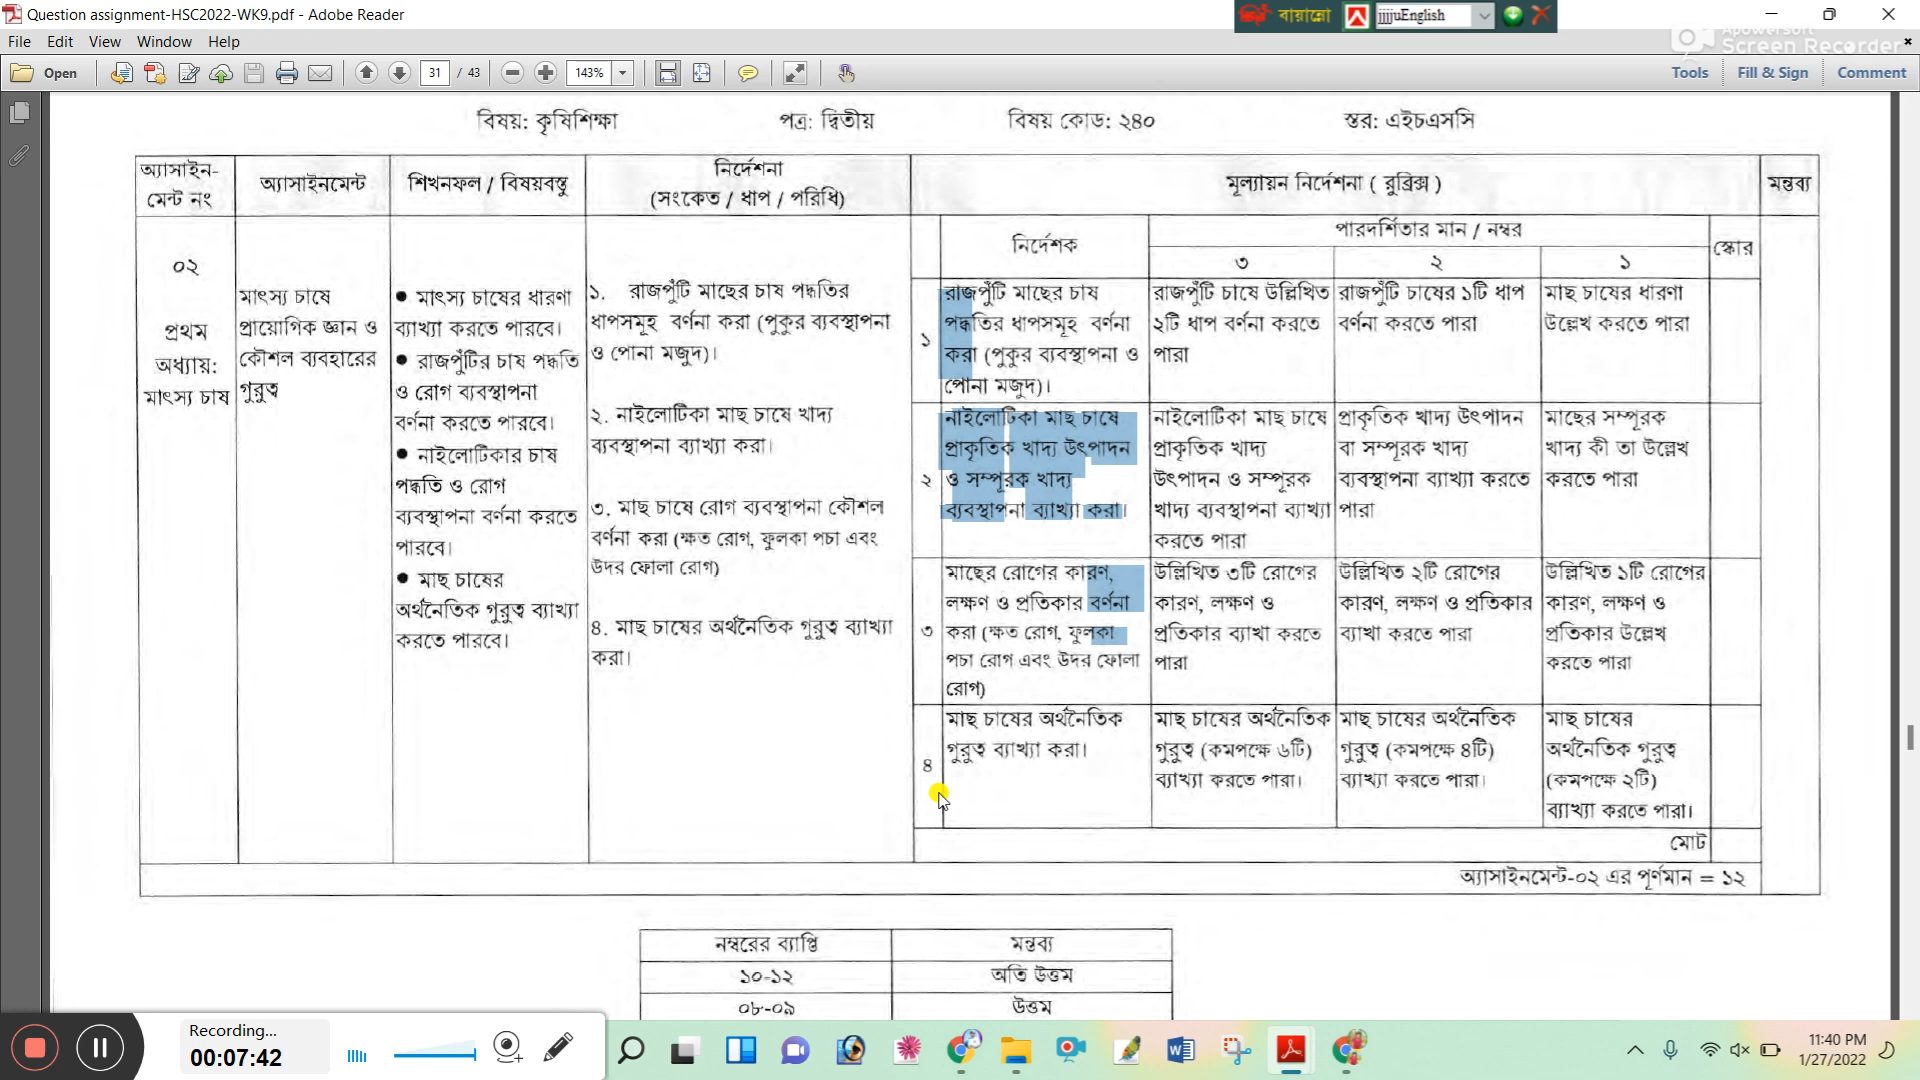 Question assignment-HSC2022-WK9.pdf - Adobe Reader
বায়ান্নো
jjjjuEnglish
File Edit View Window Help
Apowersoft
Screen Recorder
Open
31 / 43
143%
Tools
Fill & Sign
Comment
বিষয়: কৃষিশিক্ষা
পত্র: দ্বিতীয়
বিষয় কোড: ২৪০
স্তর: এইচএসসি
অ্যাসাইন-
মেন্ট নং
অ্যাসাইনমেন্ট
শিখনফল / বিষয়বস্তু
নির্দেশনা
(সংকেত / ধাপ / পরিধি)
মূল্যায়ন নির্দেশনা ( রুব্রিক্স )
মন্তব্য
নির্দেশক
পারদর্শিতার মান / নম্বর
স্কোর
৩
২
১
০২
প্রথম
অধ্যায়:
মাৎস্য চাষ
মাৎস্য চাষে
প্রায়োগিক জ্ঞান ও
কৌশল ব্যবহারের
গুরুত্ব
● মাৎস্য চাষের ধারণা
ব্যাখ্যা করতে পারবে।
● রাজপুঁটির চাষ পদ্ধতি
ও রোগ ব্যবস্থাপনা
বর্ণনা করতে পারবে।
● নাইলোটিকার চাষ
পদ্ধতি ও রোগ
ব্যবস্থাপনা বর্ণনা করতে
পারবে।
● মাছ চাষের
অর্থনৈতিক গুরুত্ব ব্যাখ্যা
করতে পারবে।
১. রাজপুঁটি মাছের চাষ পদ্ধতির
ধাপসমূহ বর্ণনা করা (পুকুর ব্যবস্থাপনা
ও পোনা মজুদ)।
২. নাইলোটিকা মাছ চাষে খাদ্য
ব্যবস্থাপনা ব্যাখ্যা করা।
৩. মাছ চাষে রোগ ব্যবস্থাপনা কৌশল
বর্ণনা করা (ক্ষত রোগ, ফুলকা পচা এবং
উদর ফোলা রোগ)
৪. মাছ চাষের অর্থনৈতিক গুরুত্ব ব্যাখ্যা
করা।
১
রাজপুঁটি মাছের চাষ
পদ্ধতির ধাপসমূহ বর্ণনা
করা (পুকুর ব্যবস্থাপনা ও
পোনা মজুদ)।
রাজপুঁটি চাষে উল্লিখিত
২টি ধাপ বর্ণনা করতে
পারা
রাজপুঁটি চাষের ১টি ধাপ
বর্ণনা করতে পারা
মাছ চাষের ধারণা
উল্লেখ করতে পারা
২
নাইলোটিকা মাছ চাষে
প্রাকৃতিক খাদ্য উৎপাদন
ও সম্পূরক খাদ্য
ব্যবস্থাপনা ব্যাখ্যা করা।
নাইলোটিকা মাছ চাষে
প্রাকৃতিক খাদ্য
উৎপাদন ও সম্পূরক
খাদ্য ব্যবস্থাপনা ব্যাখ্যা
করতে পারা
প্রাকৃতিক খাদ্য উৎপাদন
বা সম্পূরক খাদ্য
ব্যবস্থাপনা ব্যাখ্যা করতে
পারা
মাছের সম্পূরক
খাদ্য কী তা উল্লেখ
করতে পারা
৩
মাছের রোগের কারণ,
লক্ষণ ও প্রতিকার বর্ণনা
করা (ক্ষত রোগ, ফুলকা
পচা রোগ এবং উদর ফোলা
রোগ)
উল্লিখিত ৩টি রোগের
কারণ, লক্ষণ ও
প্রতিকার ব্যাখা করতে
পারা
উল্লিখিত ২টি রোগের
কারণ, লক্ষণ ও প্রতিকার
ব্যাখা করতে পারা
উল্লিখিত ১টি রোগের
কারণ, লক্ষণ ও
প্রতিকার উল্লেখ
করতে পারা
৪
মাছ চাষের অর্থনৈতিক
গুরুত্ব ব্যাখ্যা করা।
মাছ চাষের অর্থনৈতিক
গুরুত্ব (কমপক্ষে ৬টি)
ব্যাখ্যা করতে পারা।
মাছ চাষের অর্থনৈতিক
গুরুত্ব (কমপক্ষে ৪টি)
ব্যাখ্যা করতে পারা।
মাছ চাষের
অর্থনৈতিক গুরুত্ব
(কমপক্ষে ২টি)
ব্যাখ্যা করতে পারা।
মোট
অ্যাসাইনমেন্ট-০২ এর পূর্ণমান = ১২
নম্বরের ব্যাপ্তি
মন্তব্য
১০-১২
অতি উত্তম
০৮-০৯
উত্তম
Recording...
00:07:42
11:40 PM
1/27/2022